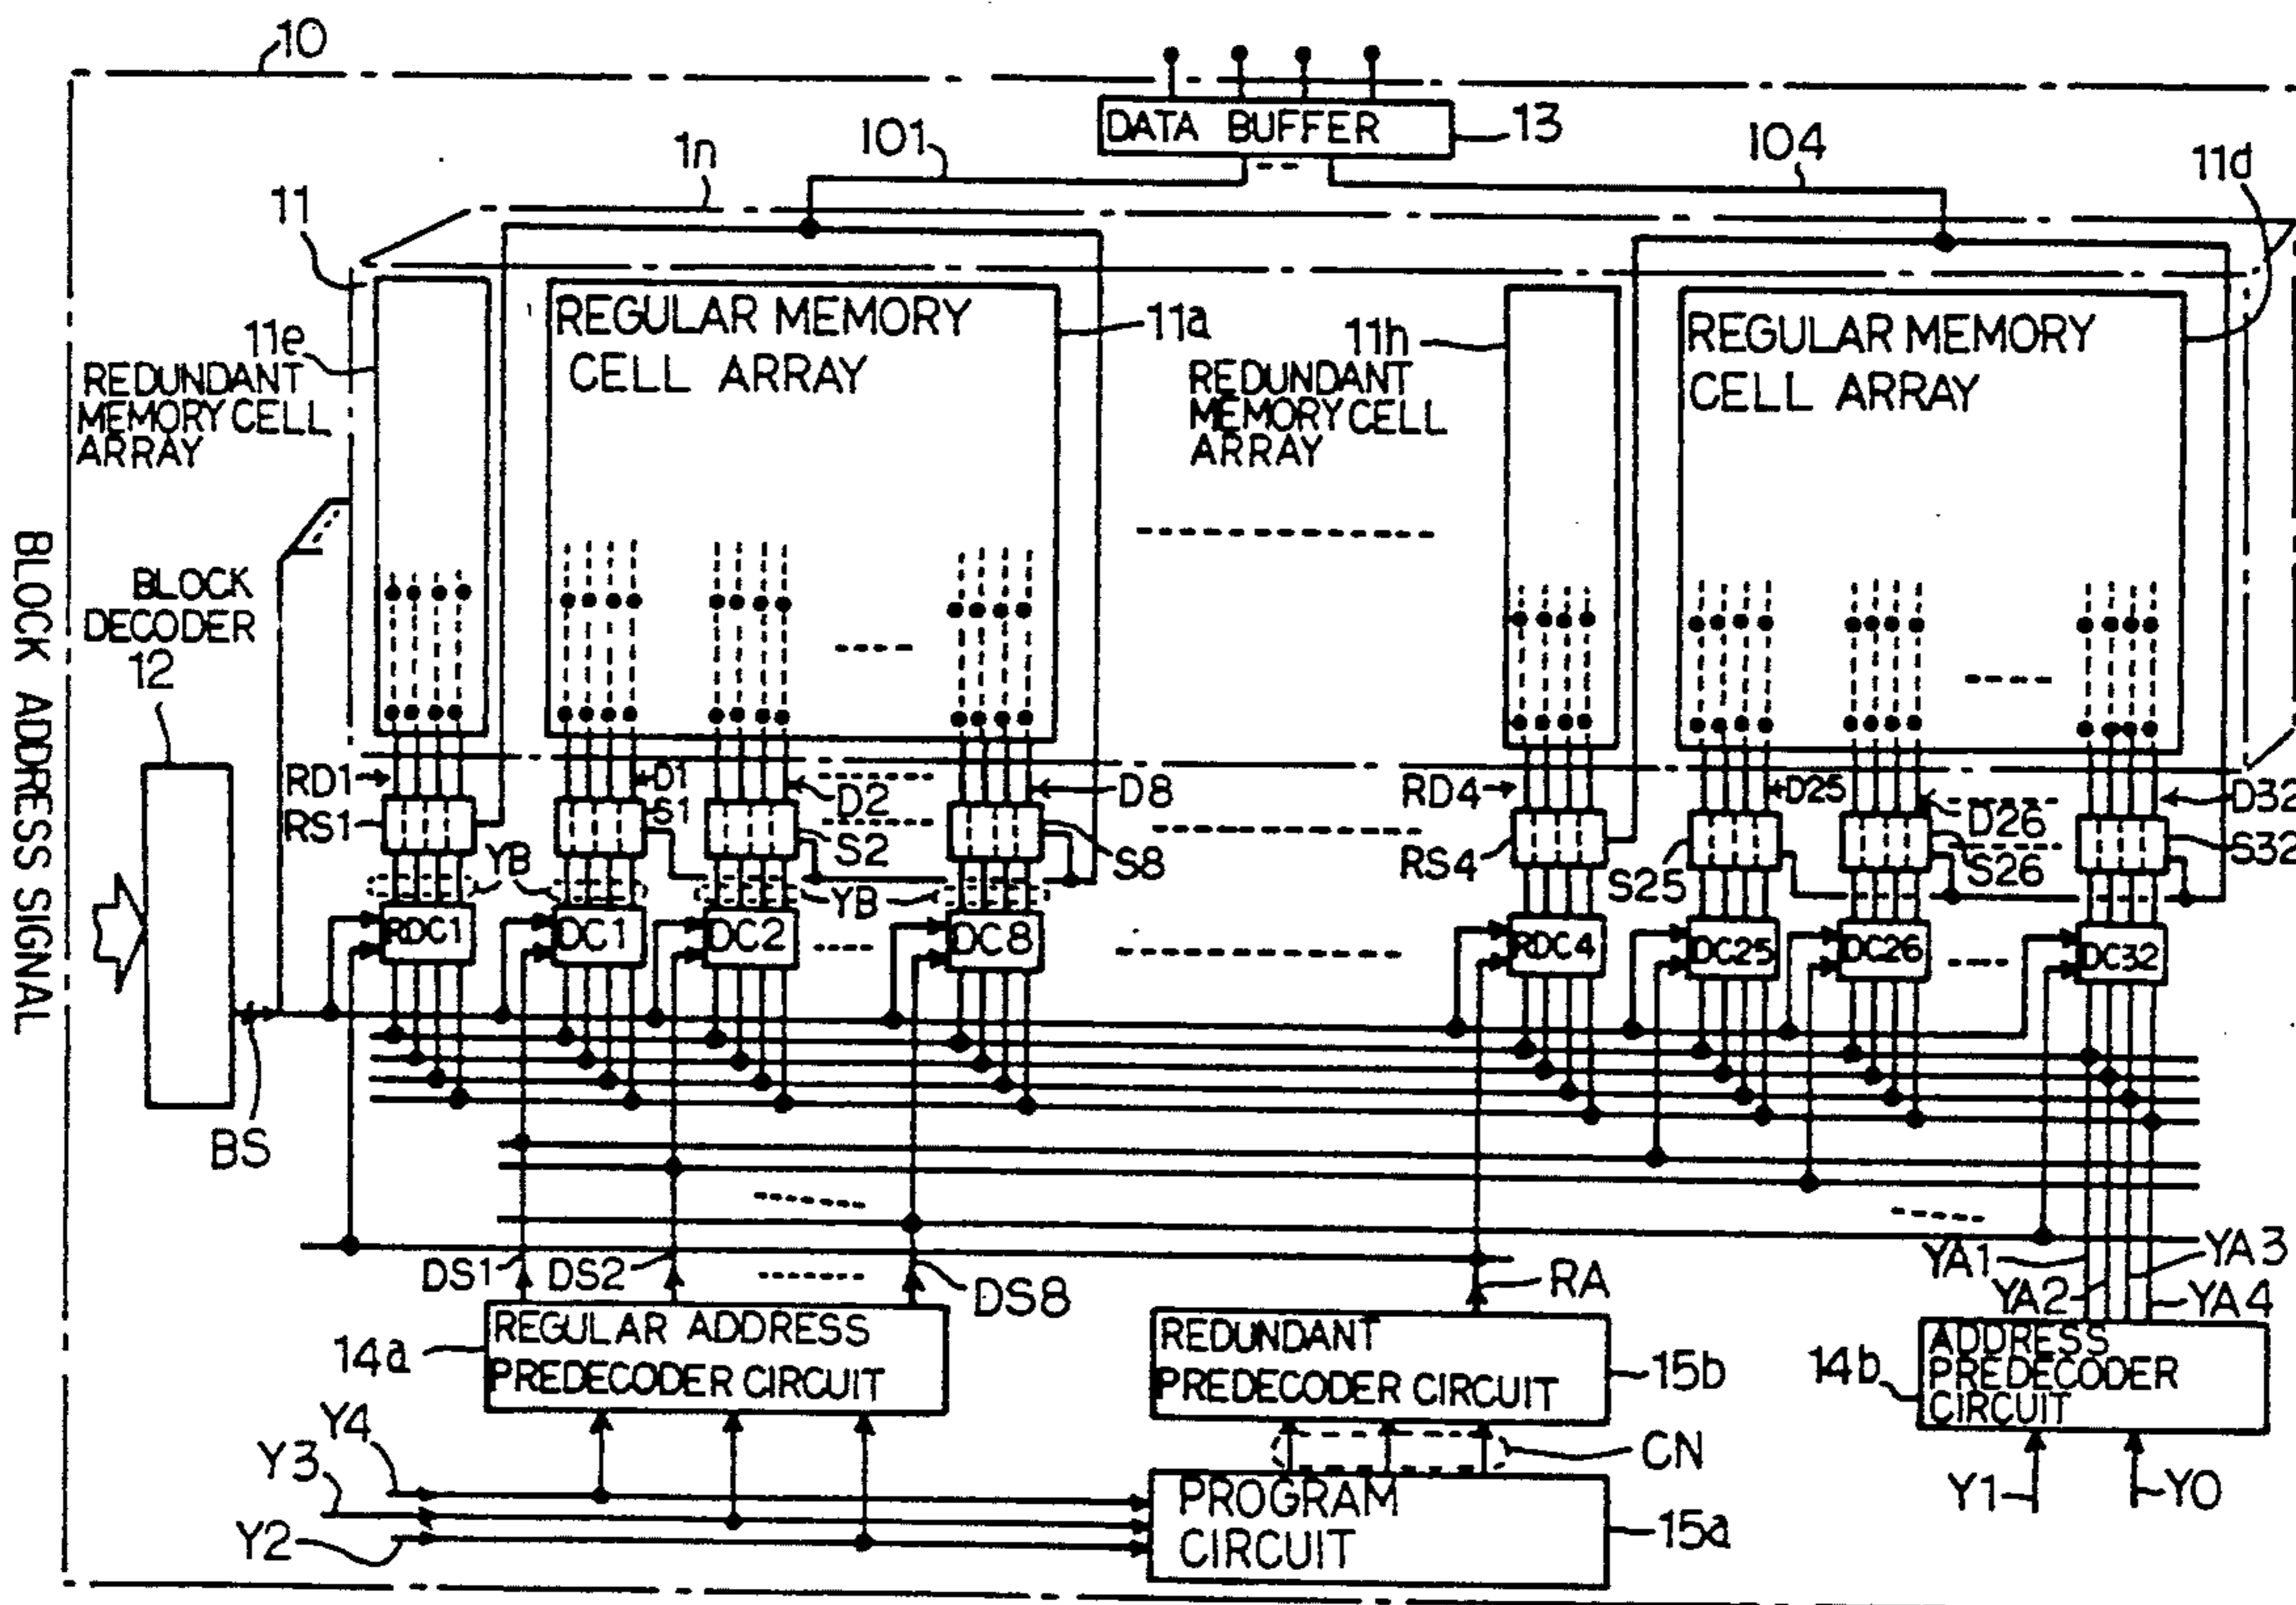 10
DATA BUFFER
13
1n
IO1
IO4
11d
11
REGULAR MEMORY
CELL ARRAY
11a
11e
REDUNDANT
MEMORY CELL
ARRAY
11h
REDUNDANT
MEMORY CELL
ARRAY
REGULAR MEMORY
CELL ARRAY
BLOCK ADDRESS SIGNAL
BLOCK
DECODER
12
RD1
D1
D2
D8
RD4
D25
D26
D32
RS1
S1
S2
S8
RS4
S25
S26
S32
YB
YB
RDC1
DC1
DC2
DC8
RDC4
DC25
DC26
DC32
BS
DS1
DS2
DS8
RA
YA1
YA2
YA3
YA4
14a
REGULAR ADDRESS
PREDECODER CIRCUIT
REDUNDANT
PREDECODER CIRCUIT
15b
14b
ADDRESS
PREDECODER
CIRCUIT
Y4
Y3
Y2
CN
PROGRAM
CIRCUIT
15a
Y1
Y0